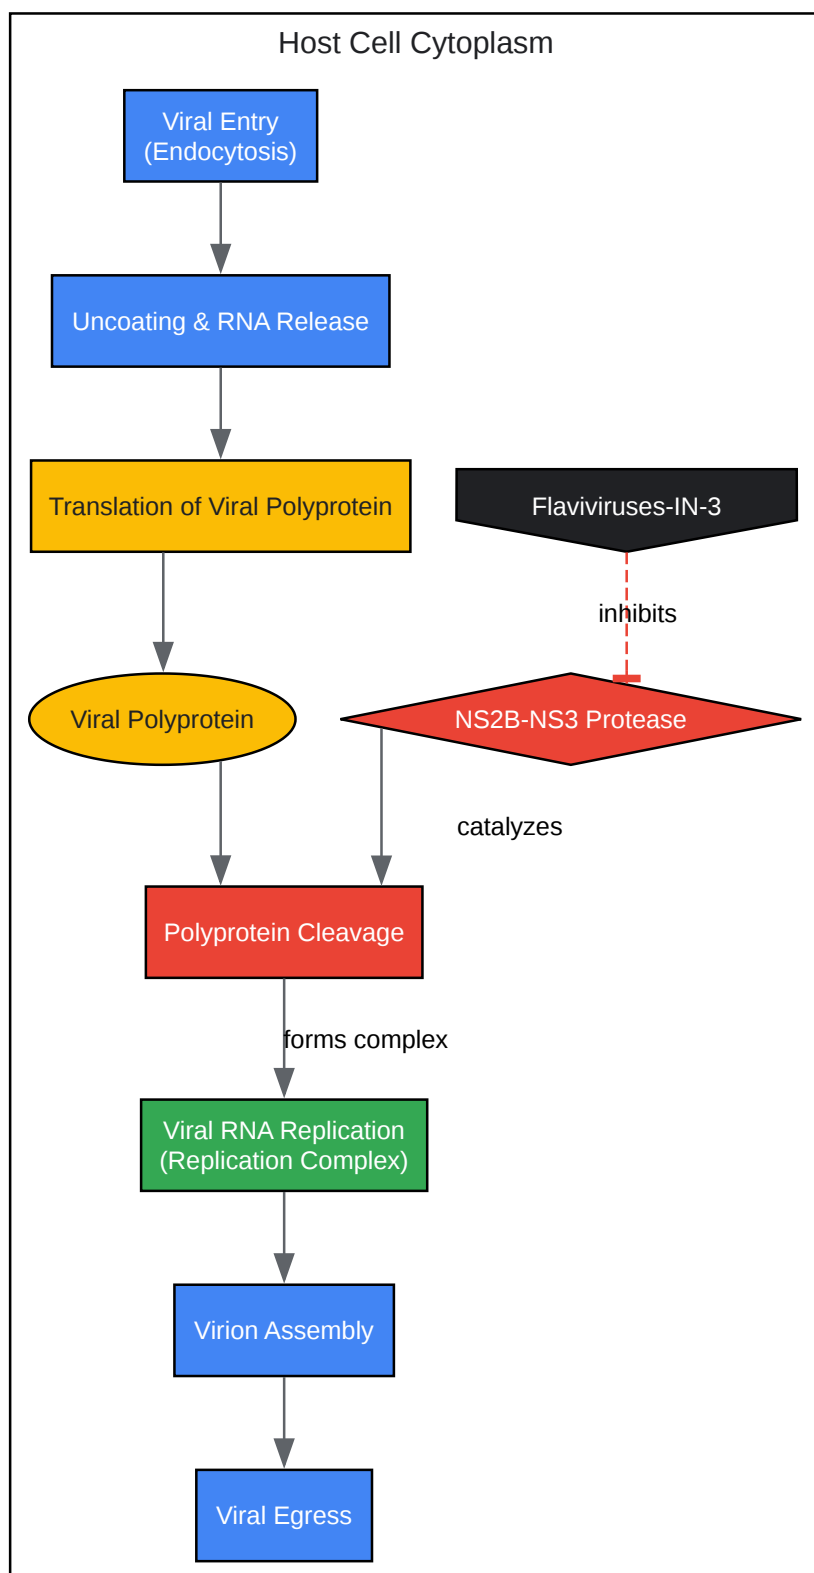 Host Cell Cytoplasm
Viral Entry
(Endocytosis)
Uncoating & RNA Release
Translation of Viral Polyprotein
Flaviviruses-IN-3
inhibits
Viral Polyprotein
NS2B-NS3 Protease
catalyzes
Polyprotein Cleavage
forms complex
Viral RNA Replication
(Replication Complex)
Virion Assembly
Viral Egress